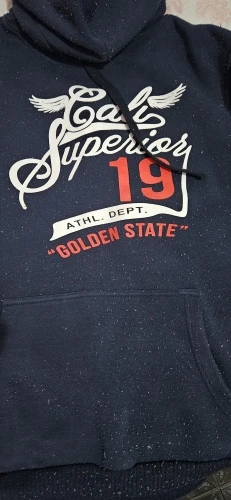 Cali
Superior
19
ATHL. DEPT.
"GOLDEN STATE"